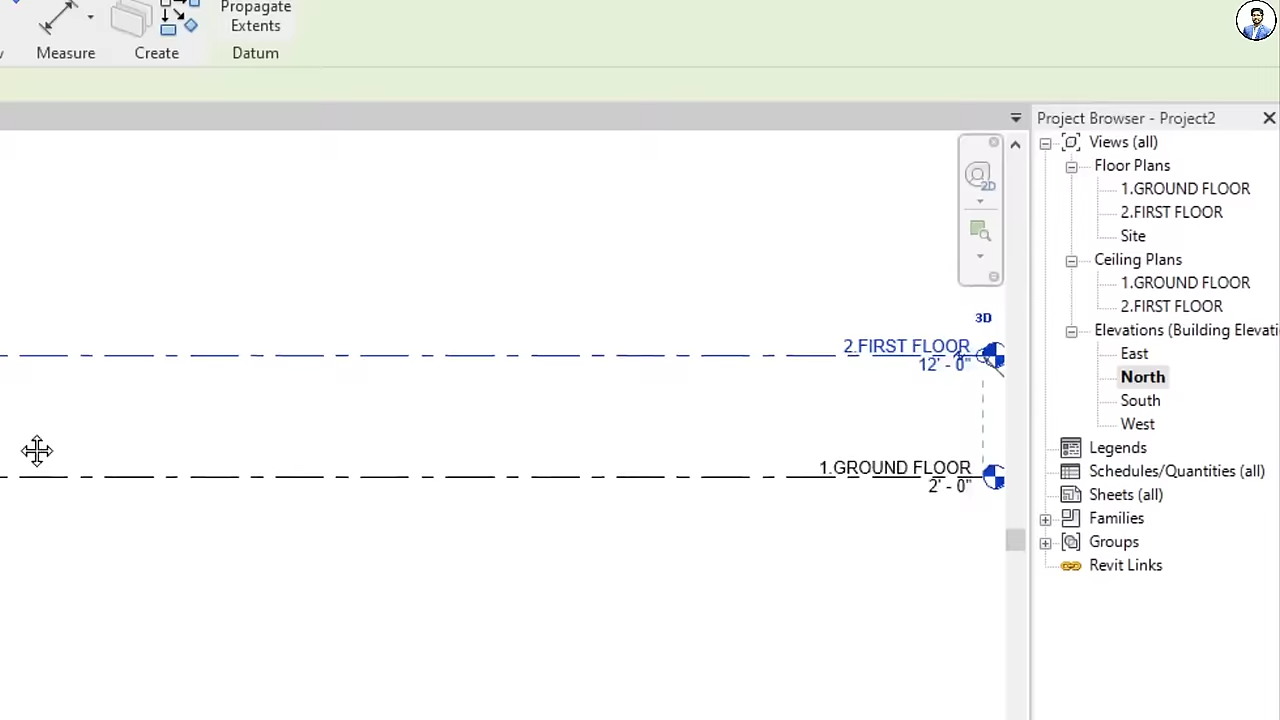 Propagate
Extents
Measure
Create
Datum
Project Browser - Project2
Views (all)
Floor Plans
1.GROUND FLOOR
2.FIRST FLOOR
Site
Ceiling Plans
1.GROUND FLOOR
2.FIRST FLOOR
Elevations (Building Elevati
East
North
South
West
Legends
Schedules/Quantities (all)
Sheets (all)
Families
Groups
Revit Links
2D
3D
2.FIRST FLOOR
12' - 0"
1.GROUND FLOOR
2' - 0"